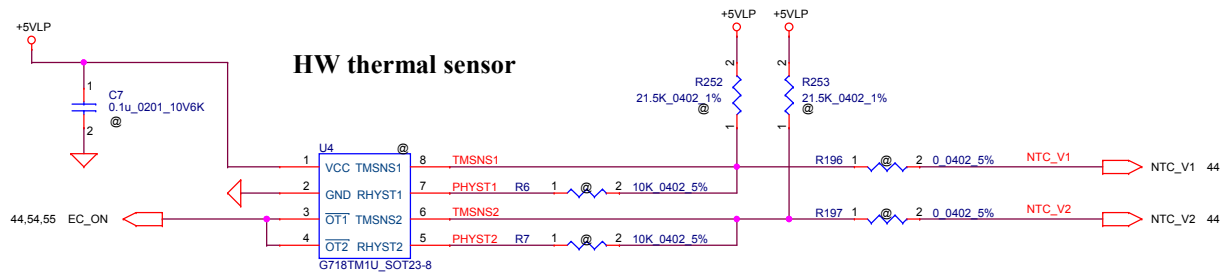 +5VLP
+5VLP
+5VLP
HW thermal sensor
1
C7
0.1u_0201_10V6K
@
2
2
R252
21.5K_0402_1%
@
1
2
R253
21.5K_0402_1%
@
1
U4
@
1 VCC TMSNS1 8 TMSNS1
R196 1 @ 2 0_0402_5% NTC_V1 NTC_V1 44
2 GND RHYST1 7 PHYST1 R6 1 @ 2 10K_0402_5%
44,54,55 EC_ON 3 OT1 TMSNS2 6 TMSNS2
R197 1 @ 2 0_0402_5% NTC_V2 NTC_V2 44
4 OT2 RHYST2 5 PHYST2 R7 1 @ 2 10K_0402_5%
G718TM1U_SOT23-8